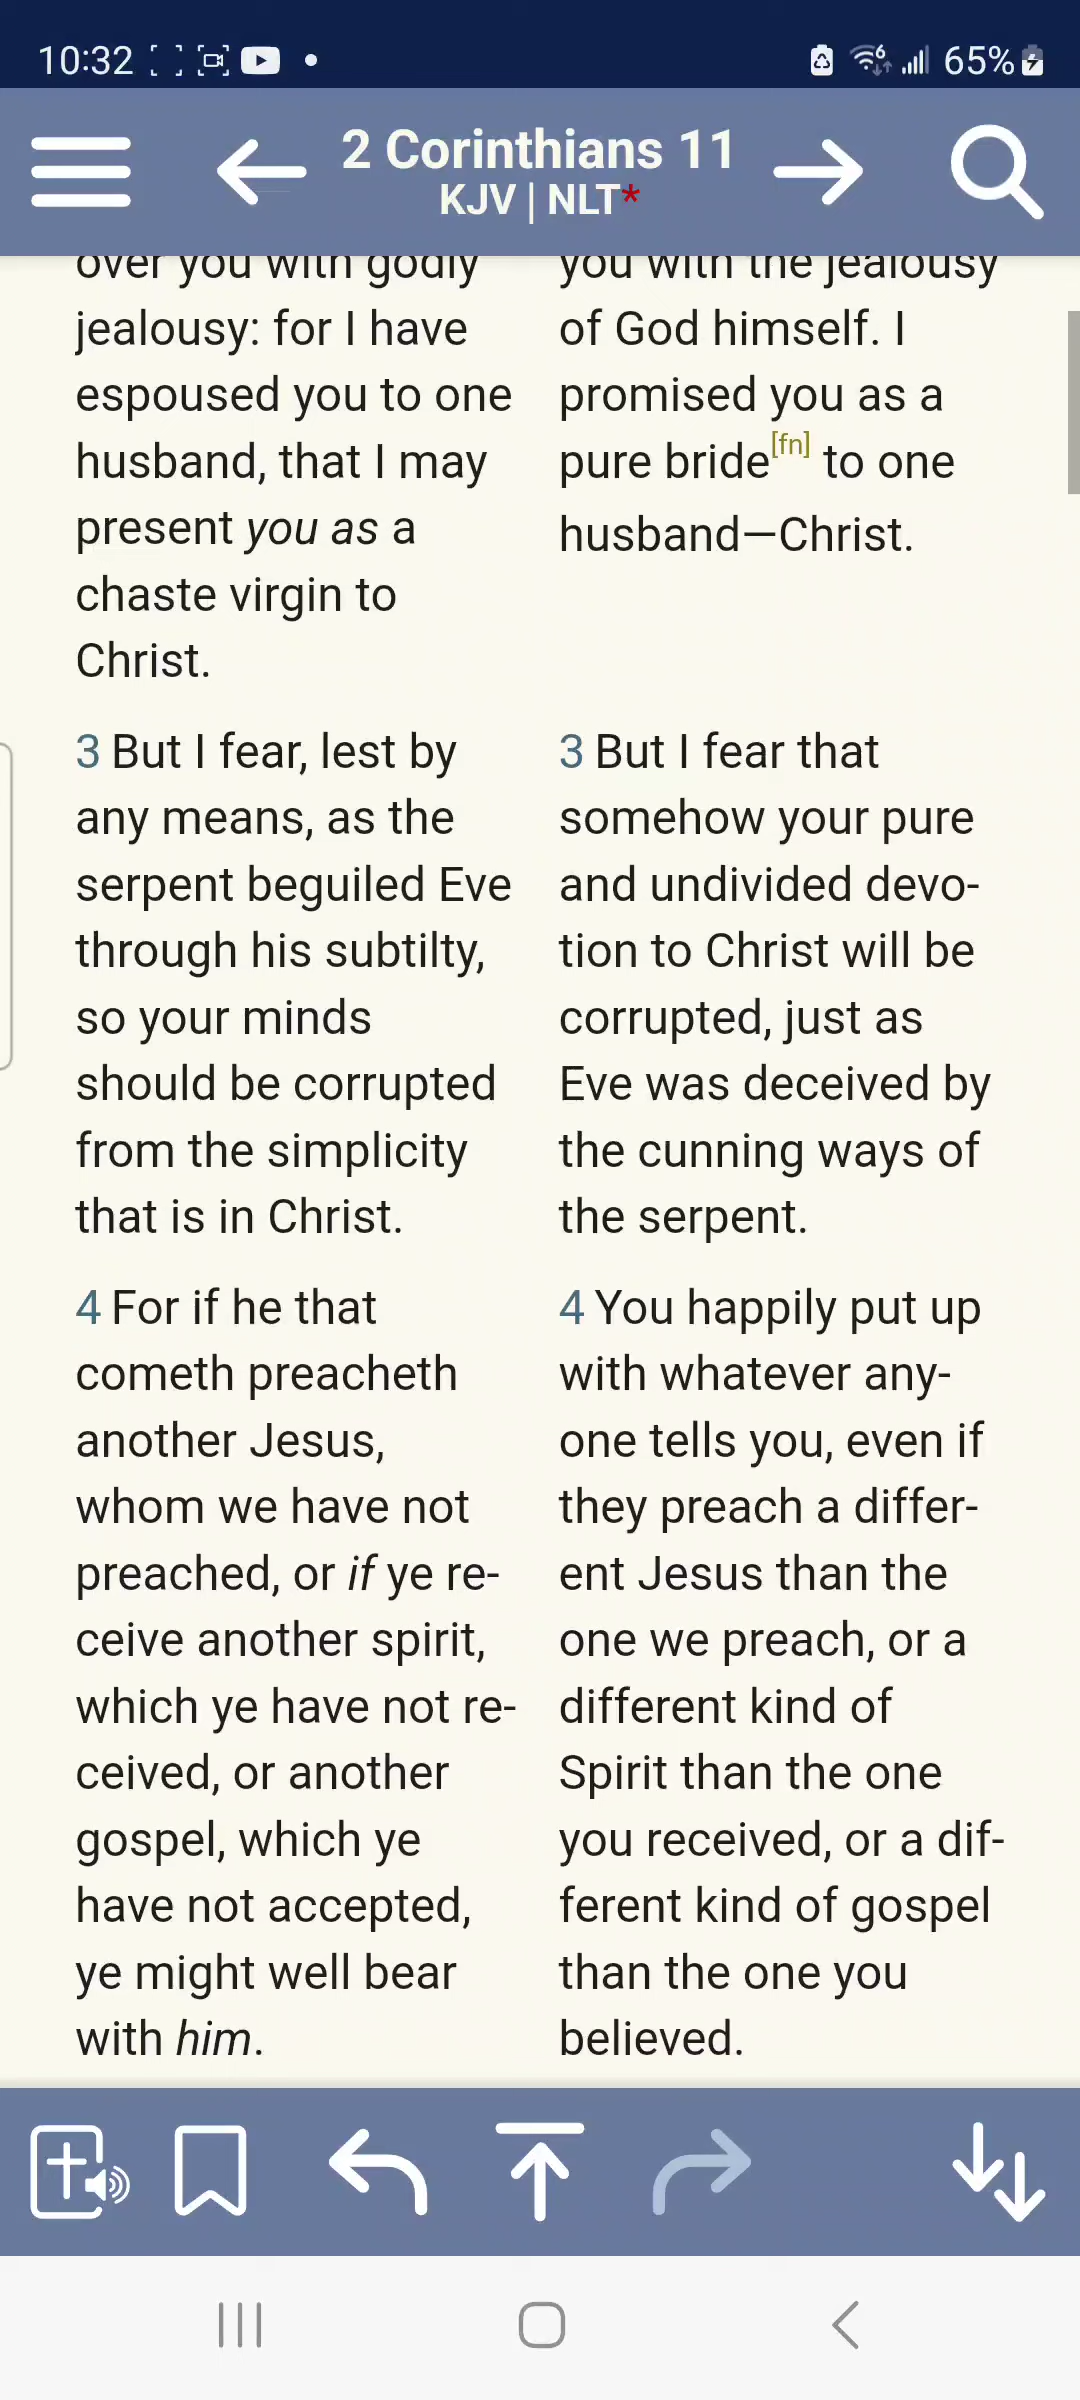 10:32
6
65%
2 Corinthians 11
KJV | NLT*
over you with godly
jealousy: for I have
espoused you to one
husband, that I may
present you as a
chaste virgin to
Christ.
you with the jealousy
of God himself. I
promised you as a
pure bride[fn] to one
husband—Christ.
3 But I fear, lest by
any means, as the
serpent beguiled Eve
through his subtilty,
so your minds
should be corrupted
from the simplicity
that is in Christ.
3 But I fear that
somehow your pure
and undivided devo-
tion to Christ will be
corrupted, just as
Eve was deceived by
the cunning ways of
the serpent.
4 For if he that
cometh preacheth
another Jesus,
whom we have not
preached, or if ye re-
ceive another spirit,
which ye have not re-
ceived, or another
gospel, which ye
have not accepted,
ye might well bear
with him.
4 You happily put up
with whatever any-
one tells you, even if
they preach a differ-
ent Jesus than the
one we preach, or a
different kind of
Spirit than the one
you received, or a dif-
ferent kind of gospel
than the one you
believed.